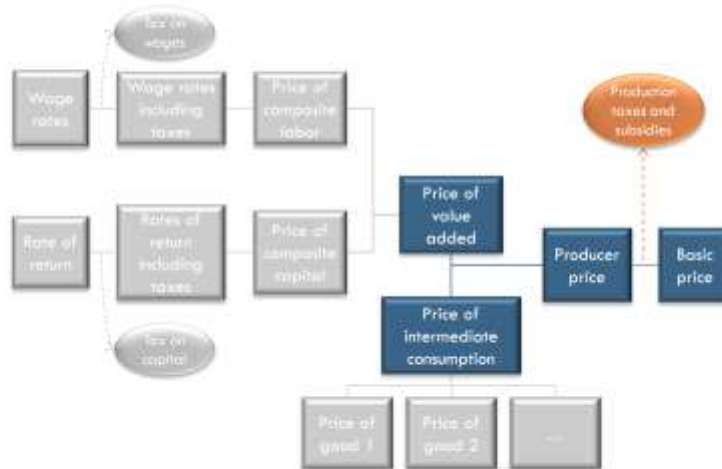 Tax on
wages
Wage
rates
Wage rates
including
taxes
Price of
composite
labor
Production
taxes and
subsidies
Price of
value
added
Rate of
return
Rates of
return
including
taxes
Price of
composite
capital
Producer
price
Basic
price
Price of
intermediate
consumption
Tax on
capital
Price of
good 1
Price of
good 2
...